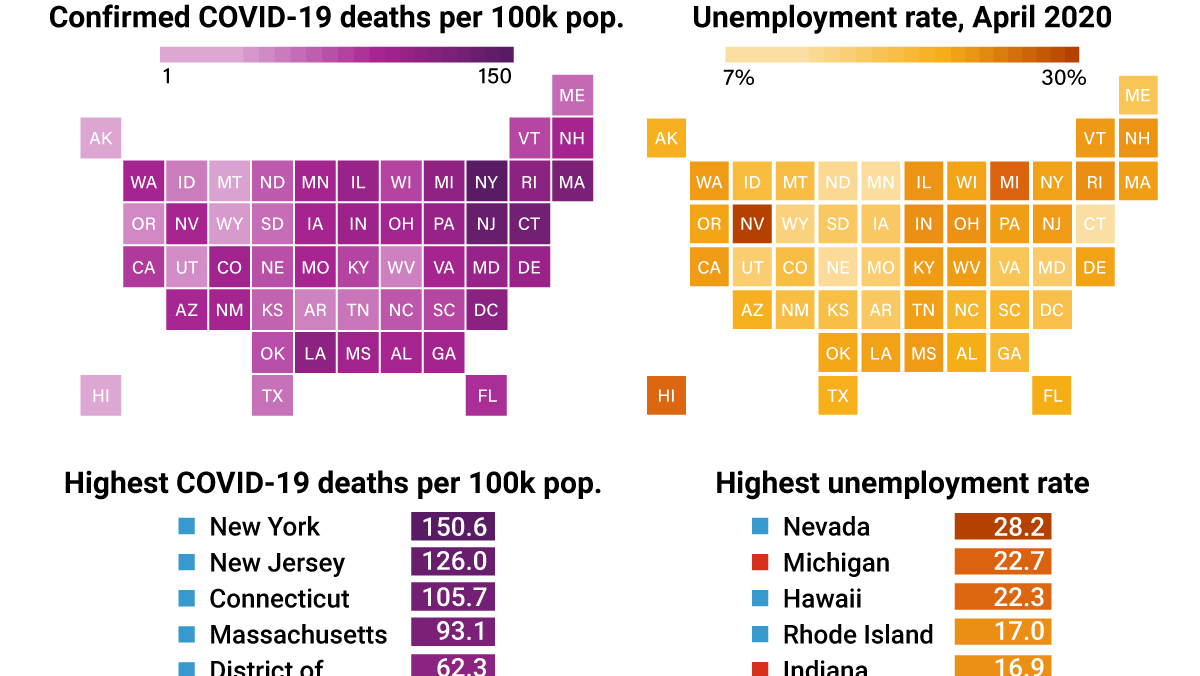 Confirmed COVID-19 deaths per 100k pop.
1 150
ME
AK VT NH
WA ID MT ND MN IL WI MI NY RI MA
OR NV WY SD IA IN OH PA NJ CT
CA UT CO NE MO KY WV VA MD DE
AZ NM KS AR TN NC SC DC
OK LA MS AL GA
HI TX FL
Unemployment rate, April 2020
7% 30%
ME
AK VT NH
WA ID MT ND MN IL WI MI NY RI MA
OR NV WY SD IA IN OH PA NJ CT
CA UT CO NE MO KY WV VA MD DE
AZ NM KS AR TN NC SC DC
OK LA MS AL GA
HI TX FL
Highest COVID-19 deaths per 100k pop.
New York 150.6
New Jersey 126.0
Connecticut 105.7
Massachusetts 93.1
District of 62.3
Highest unemployment rate
Nevada 28.2
Michigan 22.7
Hawaii 22.3
Rhode Island 17.0
Indiana 16.9